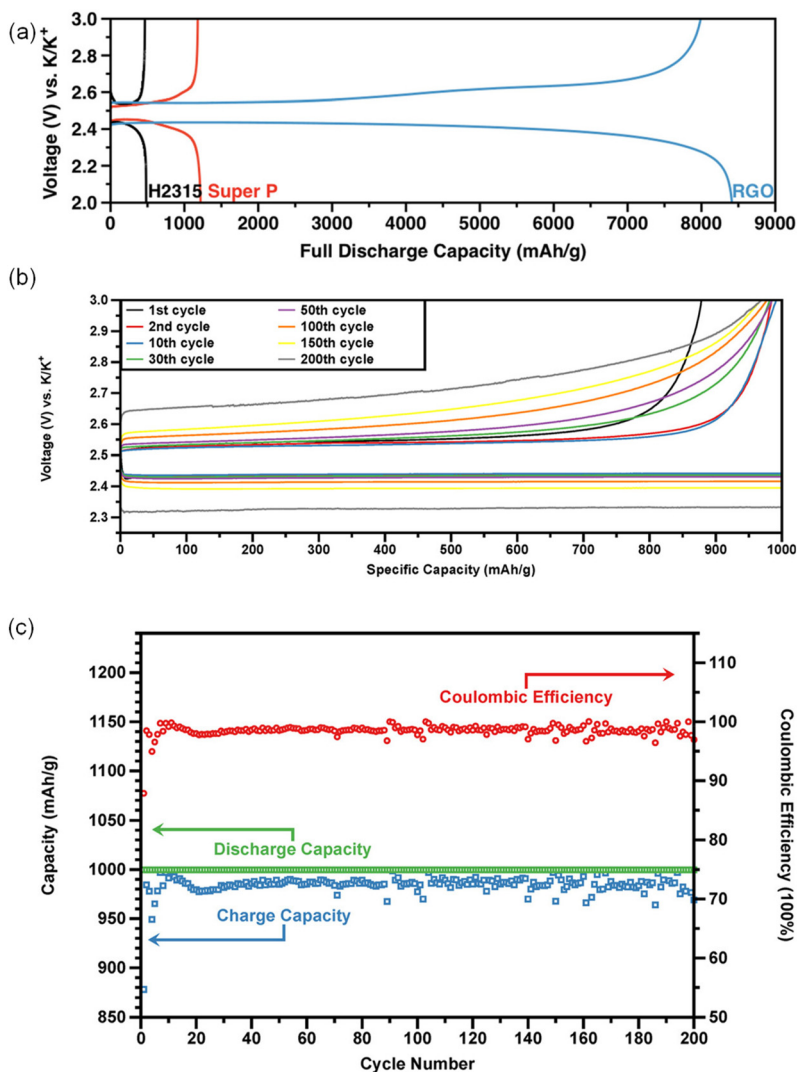 (a)
Voltage (V) vs. K/K+
3.0
2.8
2.6
2.4
2.2
2.0
H2315 Super P RGO
0 1000 2000 3000 4000 5000 6000 7000 8000 9000
Full Discharge Capacity (mAh/g)
(b)
Voltage (V) vs. K/K+
3.0
2.9
2.8
2.7
2.6
2.5
2.4
2.3
1st cycle 50th cycle
2nd cycle 100th cycle
10th cycle 150th cycle
30th cycle 200th cycle
0 100 200 300 400 500 600 700 800 900 1000
Specific Capacity (mAh/g)
(c)
Capacity (mAh/g)
1200
1150
1100
1050
1000
950
900
850
Coulombic Efficiency
Discharge Capacity
Charge Capacity
110
100
90
80
70
60
50
Coulombic Efficiency (100%)
0 20 40 60 80 100 120 140 160 180 200
Cycle Number